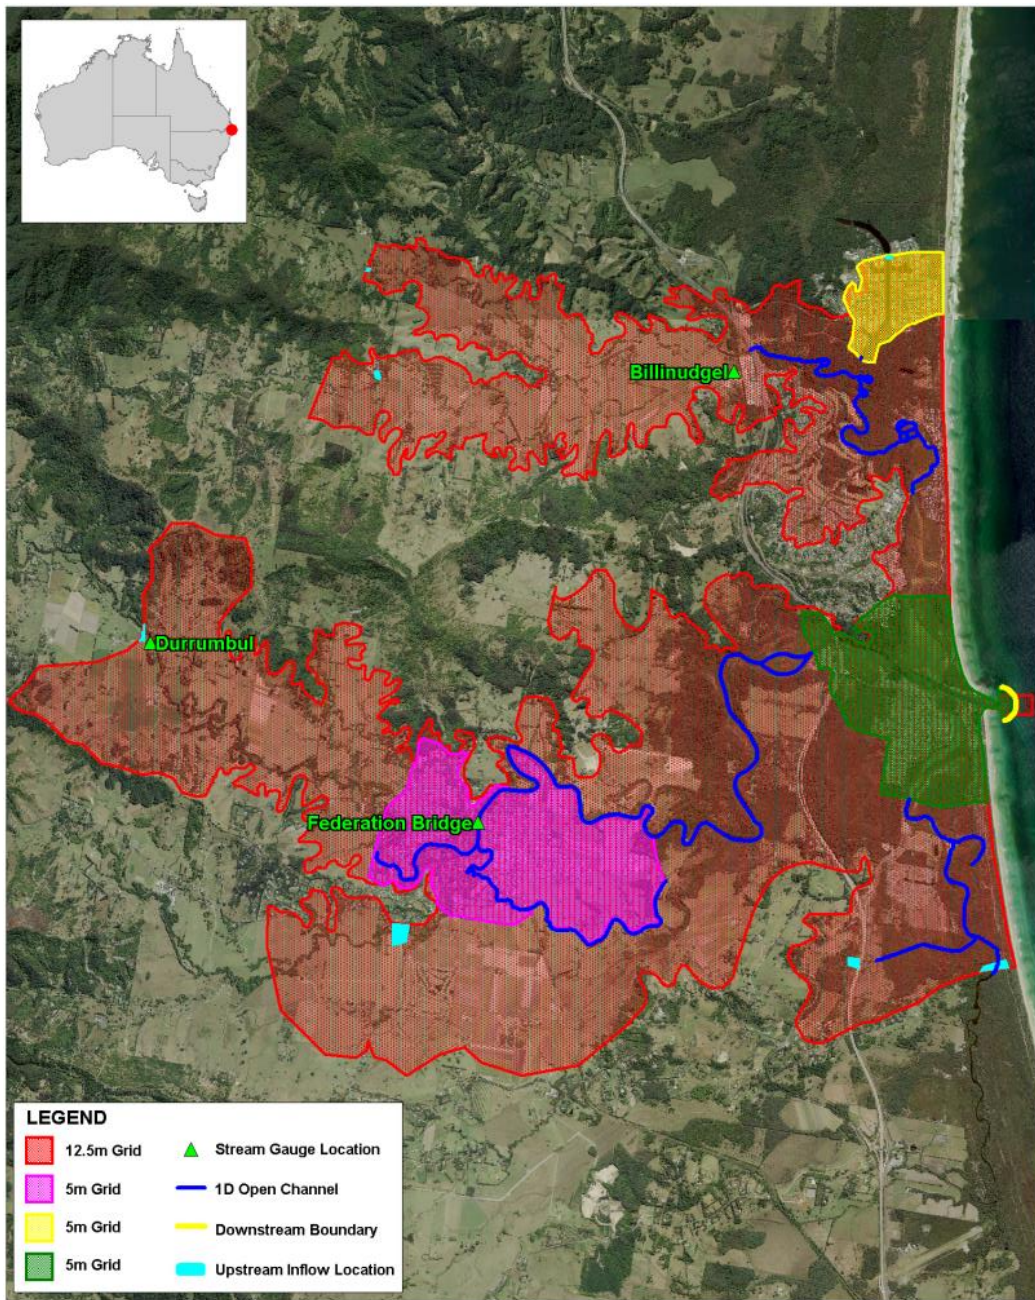 Billinudgel
Durrumbul
Federation Bridge
LEGEND
12.5m Grid
5m Grid
5m Grid
5m Grid
Stream Gauge Location
1D Open Channel
Downstream Boundary
Upstream Inflow Location